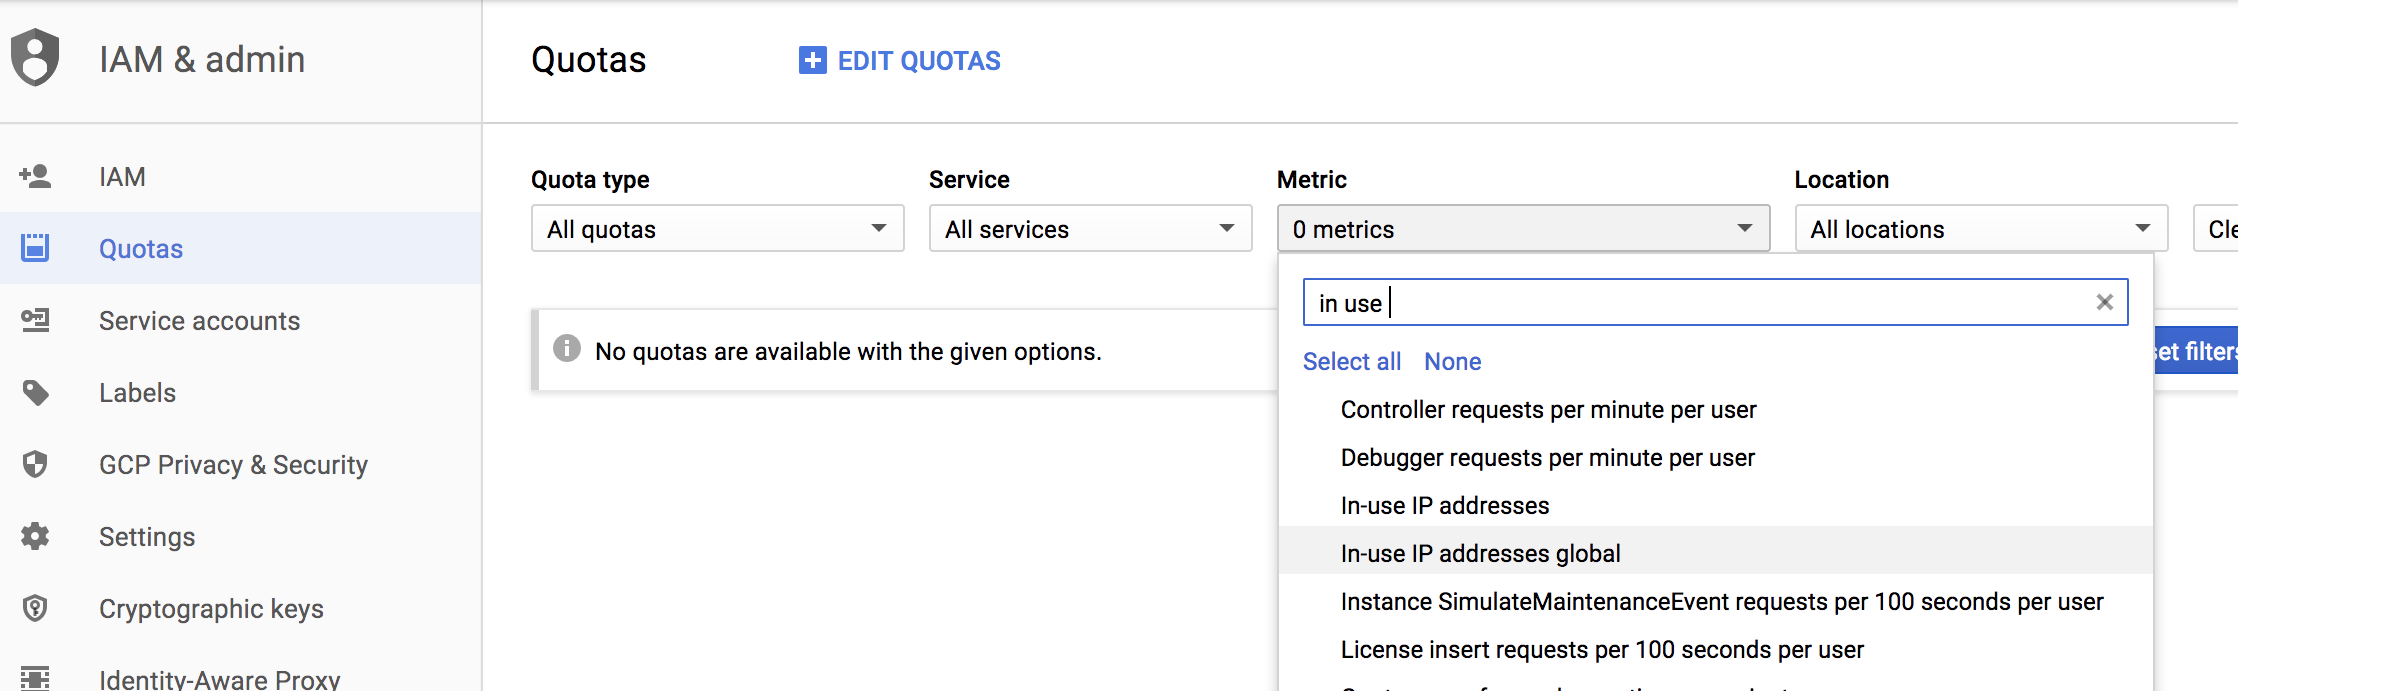 IAM & admin
Quotas
EDIT QUOTAS
IAM
Quotas
Service accounts
Labels
GCP Privacy & Security
Settings
Cryptographic keys
Identity-Aware Proxy
Quota type
Service
Metric
Location
All quotas
All services
0 metrics
All locations
Cle
No quotas are available with the given options.
set filters
in use
Select all
None
Controller requests per minute per user
Debugger requests per minute per user
In-use IP addresses
In-use IP addresses global
Instance SimulateMaintenanceEvent requests per 100 seconds per user
License insert requests per 100 seconds per user